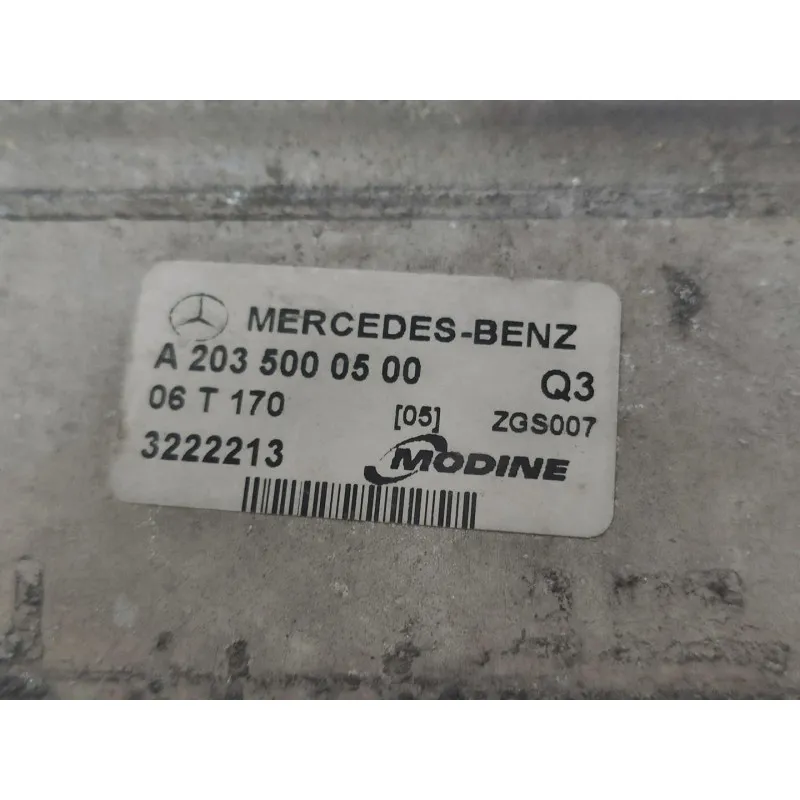 MERCEDES-BENZ
A 203 500 05 00 Q3
06 T 170 [05] ZGS007
3222213 MODINE